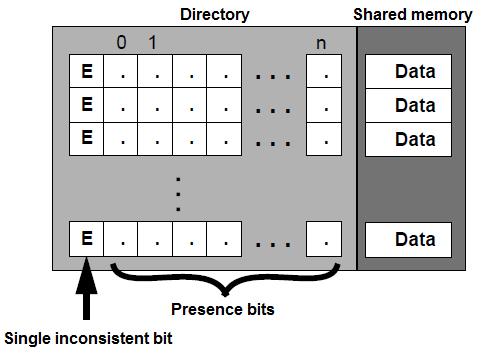 Directory Shared memory
0 1 n
E . . . . . . . . Data
E . . . . . . . . Data
E . . . . . . . . Data
.
.
.
E . . . . . . . . Data
Presence bits
Single inconsistent bit